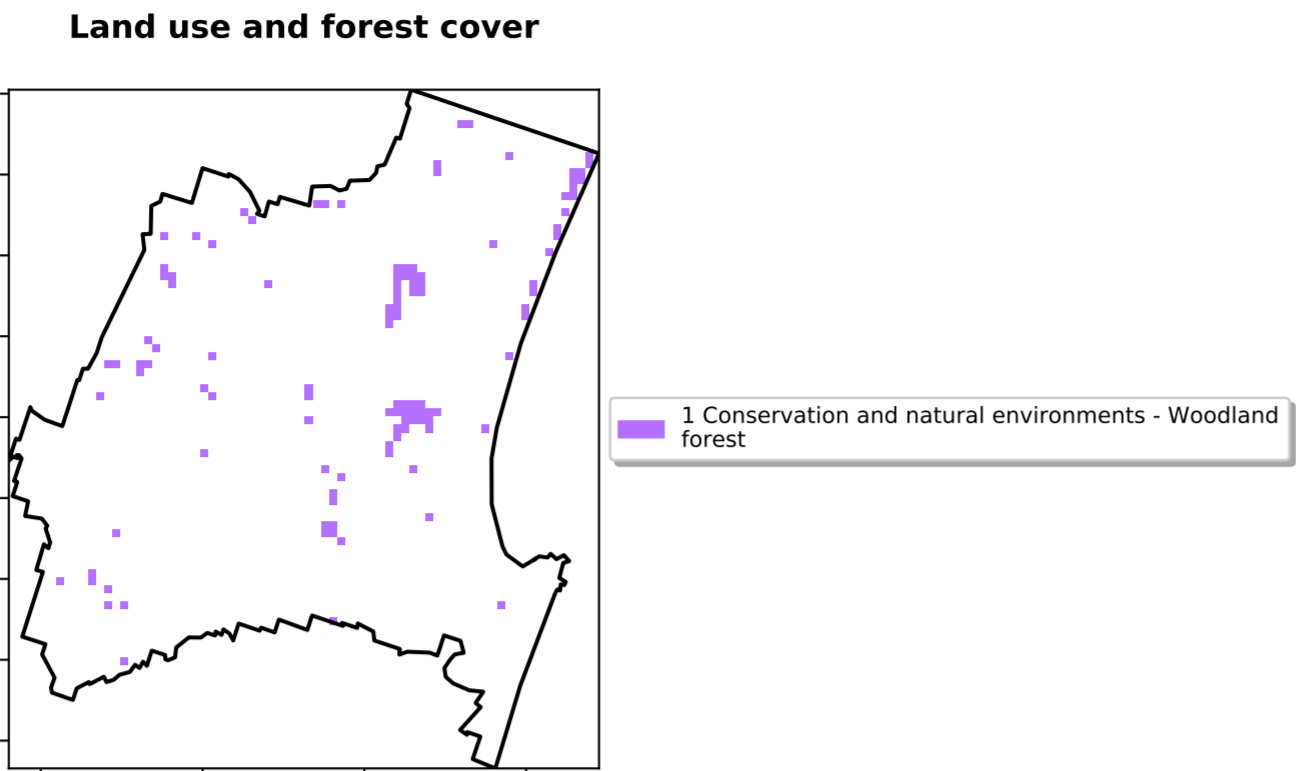 Land use and forest cover
1 Conservation and natural environments - Woodland
forest